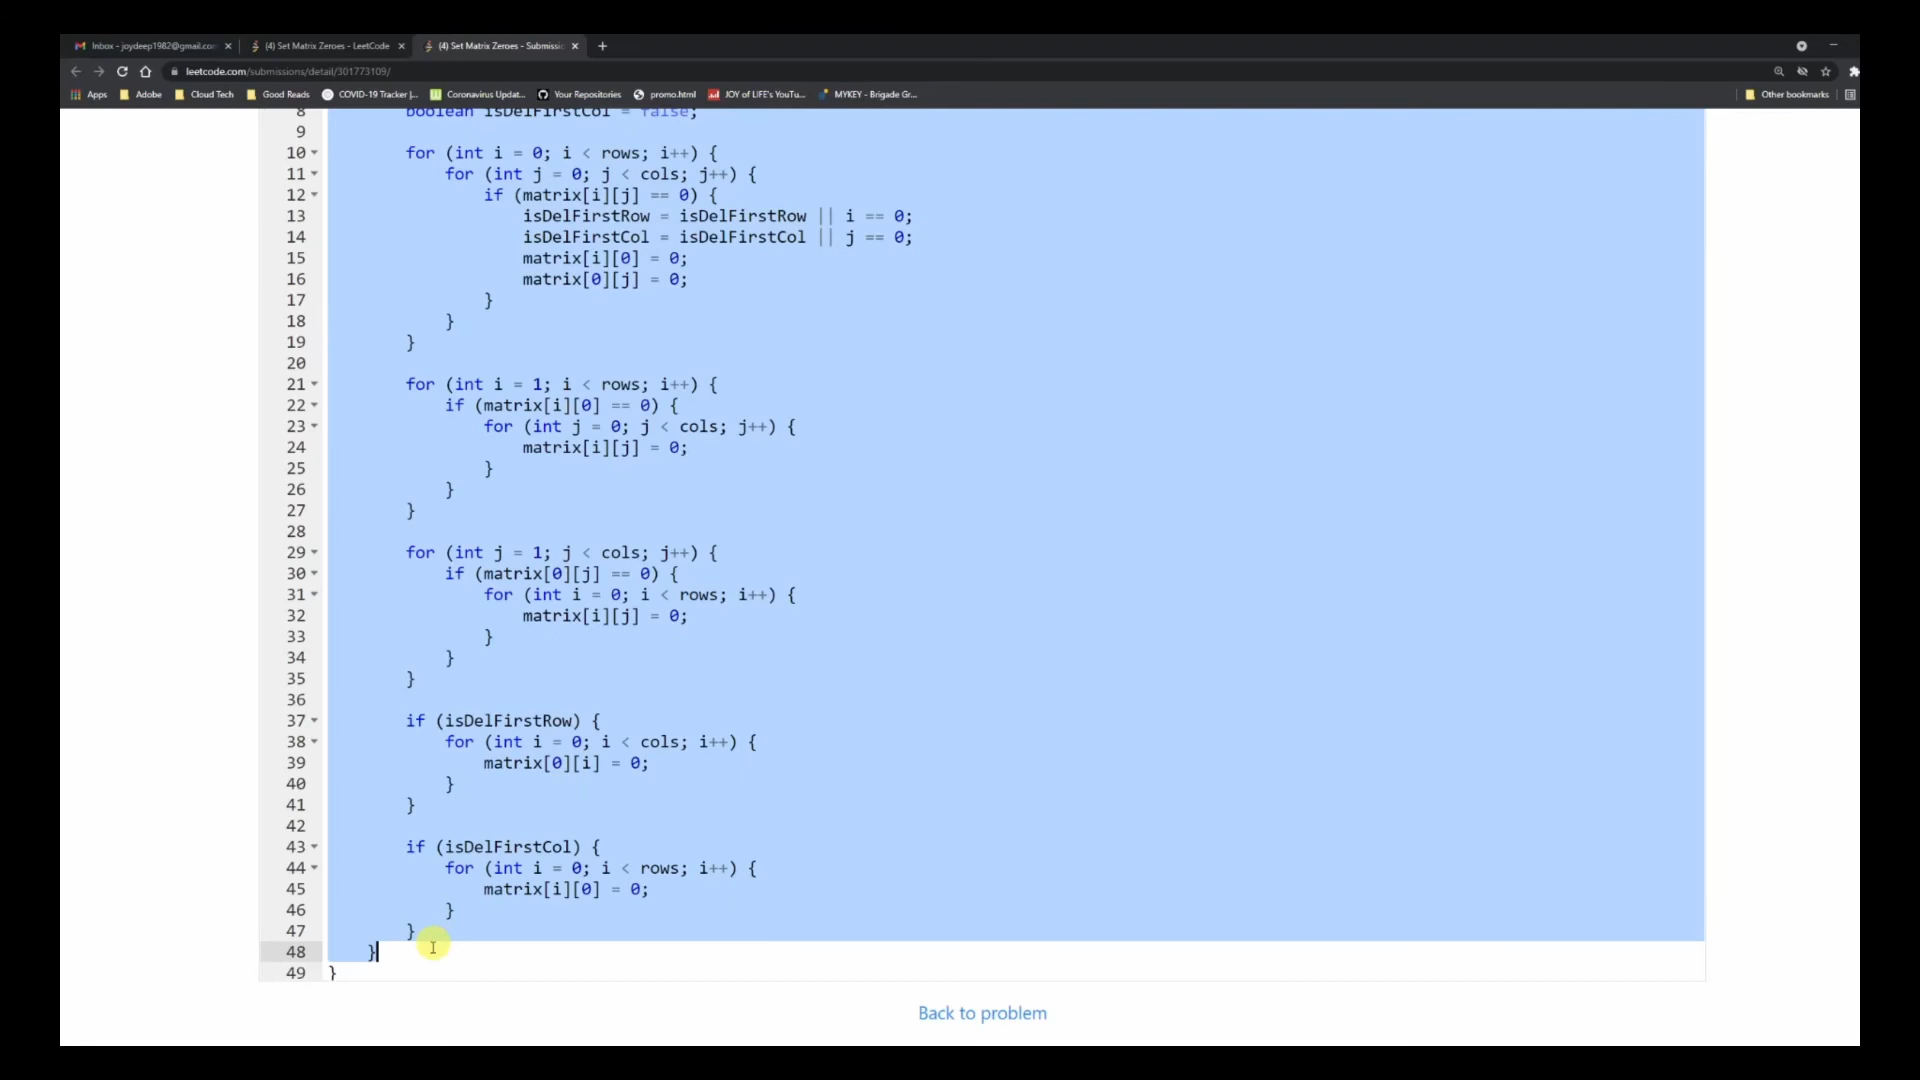 Inbox - joydeep1982@gmail.com
(4) Set Matrix Zeroes - LeetCode
(4) Set Matrix Zeroes - Submissio
leetcode.com/submissions/detail/301773109/
Apps
Adobe
Cloud Tech
Good Reads
COVID-19 Tracker |...
Coronavirus Updat...
Your Repositories
promo.html
JOY of LIFE's YouTu...
MYKEY - Brigade Gr...
Other bookmarks
8 boolean isDelFirstCol = false;
9
10 for (int i = 0; i < rows; i++) {
11 for (int j = 0; j < cols; j++) {
12 if (matrix[i][j] == 0) {
13 isDelFirstRow = isDelFirstRow || i == 0;
14 isDelFirstCol = isDelFirstCol || j == 0;
15 matrix[i][0] = 0;
16 matrix[0][j] = 0;
17 }
18 }
19 }
20
21 for (int i = 1; i < rows; i++) {
22 if (matrix[i][0] == 0) {
23 for (int j = 0; j < cols; j++) {
24 matrix[i][j] = 0;
25 }
26 }
27 }
28
29 for (int j = 1; j < cols; j++) {
30 if (matrix[0][j] == 0) {
31 for (int i = 0; i < rows; i++) {
32 matrix[i][j] = 0;
33 }
34 }
35 }
36
37 if (isDelFirstRow) {
38 for (int i = 0; i < cols; i++) {
39 matrix[0][i] = 0;
40 }
41 }
42
43 if (isDelFirstCol) {
44 for (int i = 0; i < rows; i++) {
45 matrix[i][0] = 0;
46 }
47 }
48 }
49 }
Back to problem